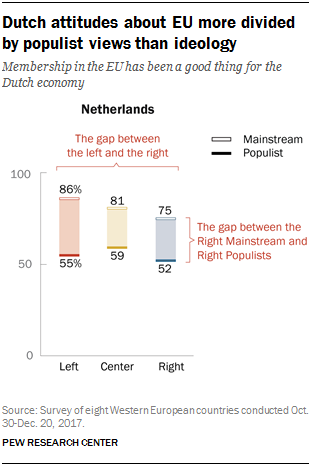 Dutch attitudes about EU more divided
by populist views than ideology
Membership in the EU has been a good thing for the
Dutch economy
Netherlands
The gap between
the left and the right
Mainstream
Populist
100
86%
81
75
The gap between the
Right Mainstream and
Right Populists
50
55%
59
52
0
Left Center Right
Source: Survey of eight Western European countries conducted Oct.
30-Dec. 20, 2017.
PEW RESEARCH CENTER